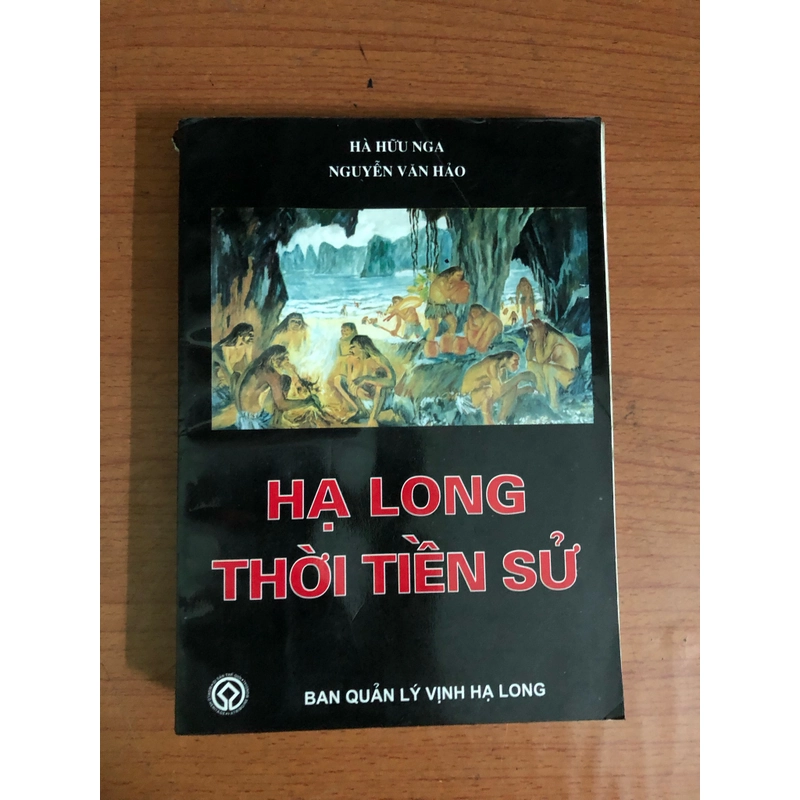 HÀ HỮU NGA
NGUYỄN VĂN HẢO
HẠ LONG
THỜI TIỀN SỬ
BAN QUẢN LÝ VỊNH HẠ LONG